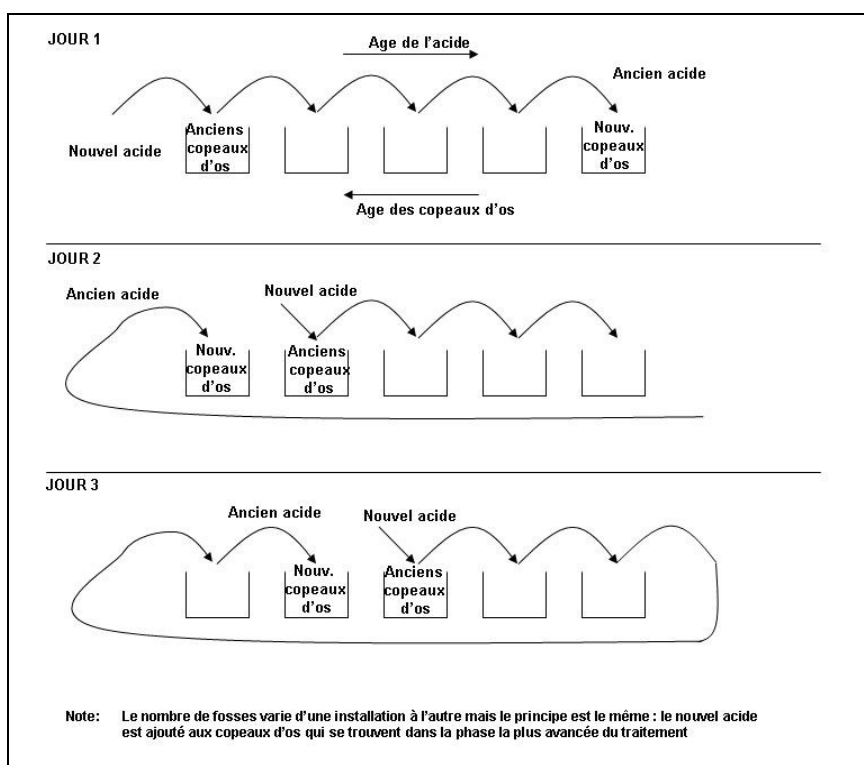 JOUR 1
Age de l'acide
Ancien acide
Nouvel acide
Anciens
copeaux
d'os
Nouv.
copeaux
d'os
Age des copeaux d'os
JOUR 2
Ancien acide
Nouvel acide
Nouv.
copeaux
d'os
Anciens
copeaux
d'os
JOUR 3
Ancien acide
Nouvel acide
Nouv.
copeaux
d'os
Anciens
copeaux
d'os
Note: Le nombre de fosses varie d'une installation à l'autre mais le principe est le même : le nouvel acide
est ajouté aux copeaux d'os qui se trouvent dans la phase la plus avancée du traitement